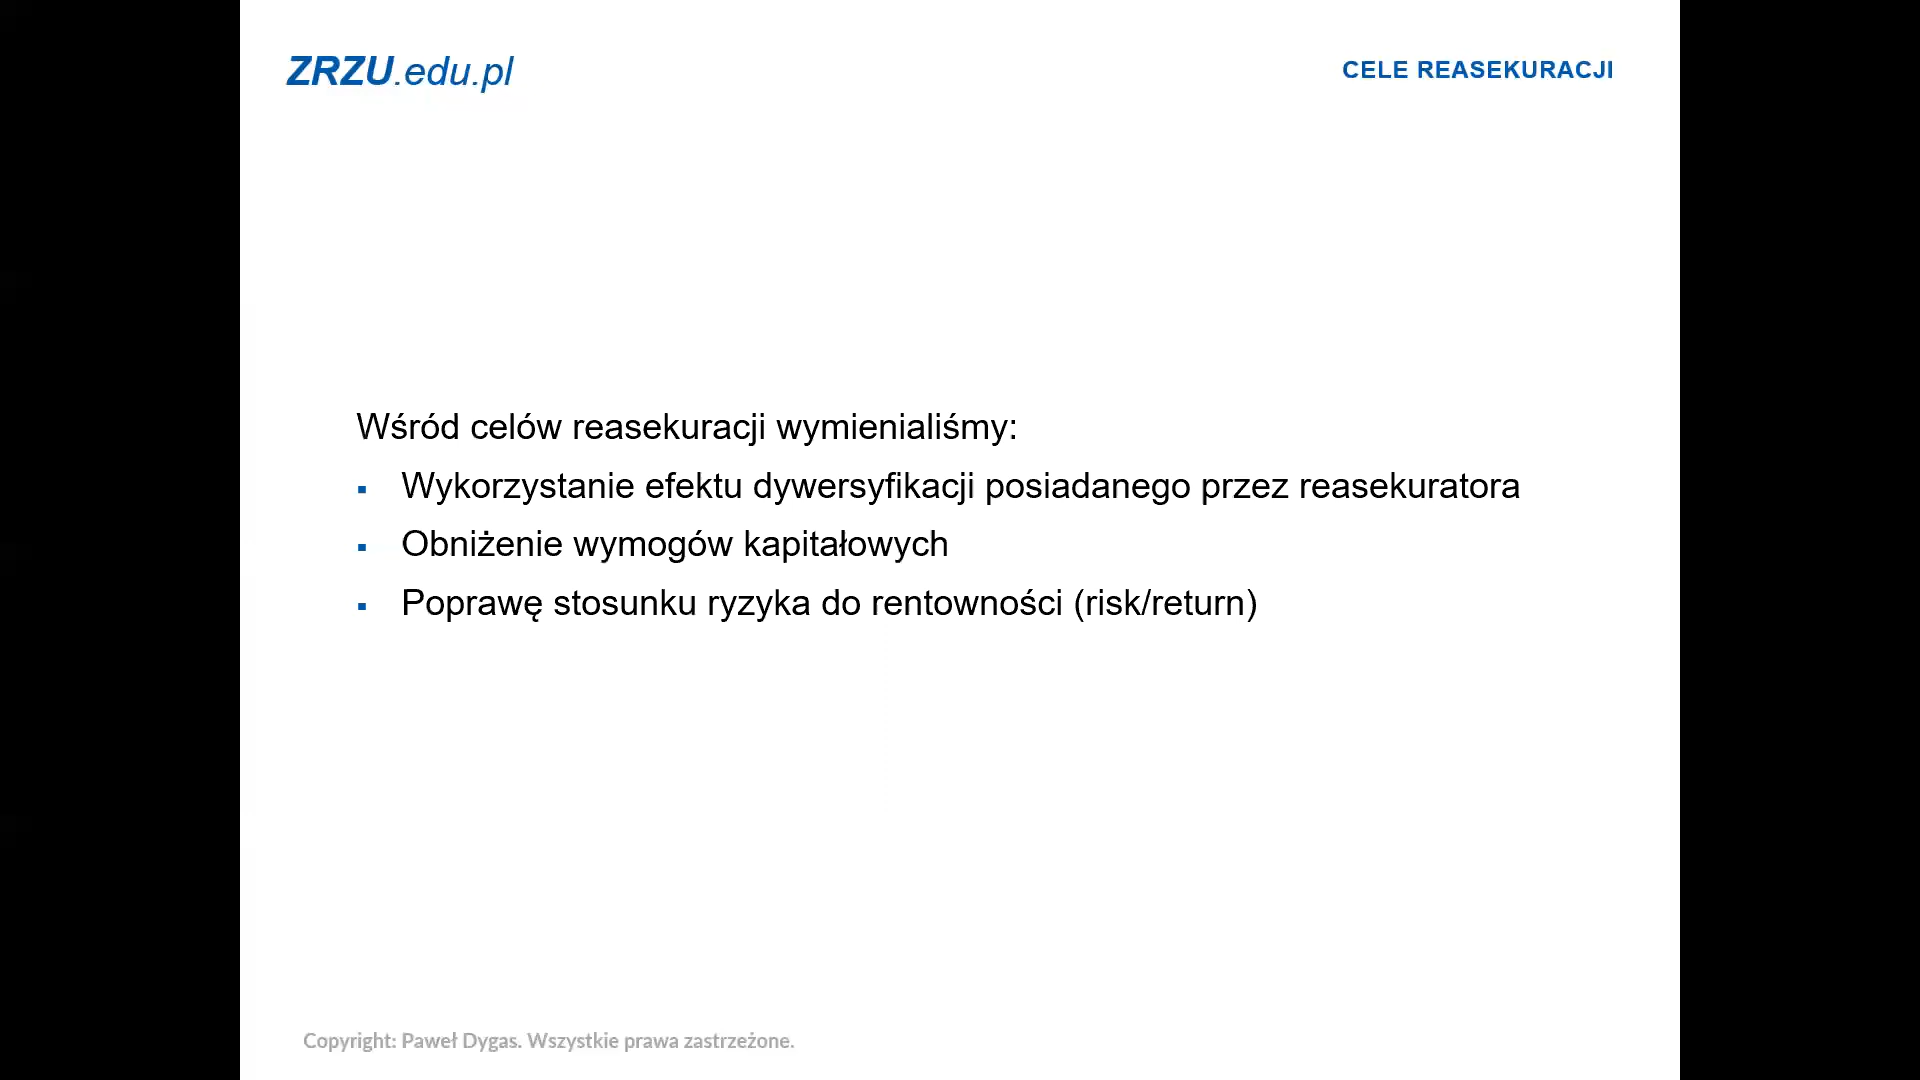 ZRZU.edu.pl
CELE REASEKURACJI
Wśród celów reasekuracji wymienialiśmy:
▪ Wykorzystanie efektu dywersyfikacji posiadanego przez reasekuratora
▪ Obniżenie wymogów kapitałowych
▪ Poprawę stosunku ryzyka do rentowności (risk/return)
Copyright: Paweł Dygas. Wszystkie prawa zastrzeżone.